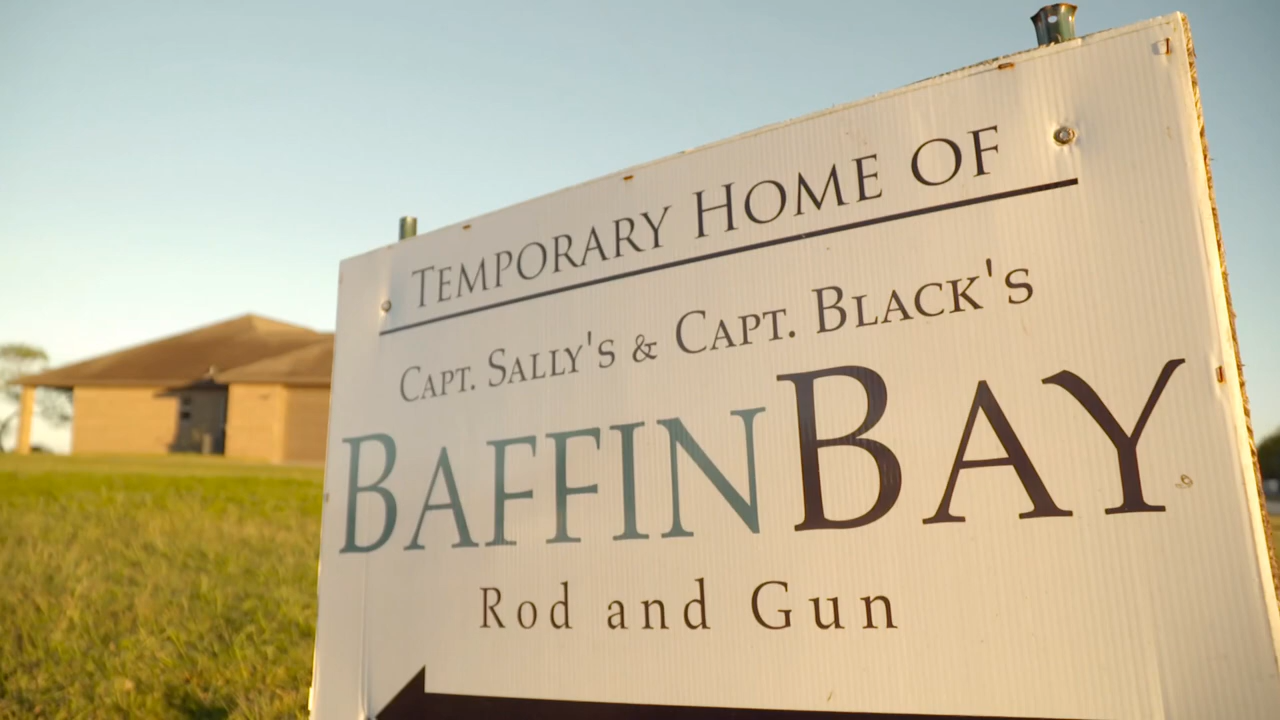 TEMPORARY HOME OF
CAPT. SALLY'S & CAPT. BLACK'S
BAFFINBAY
Rod and Gun